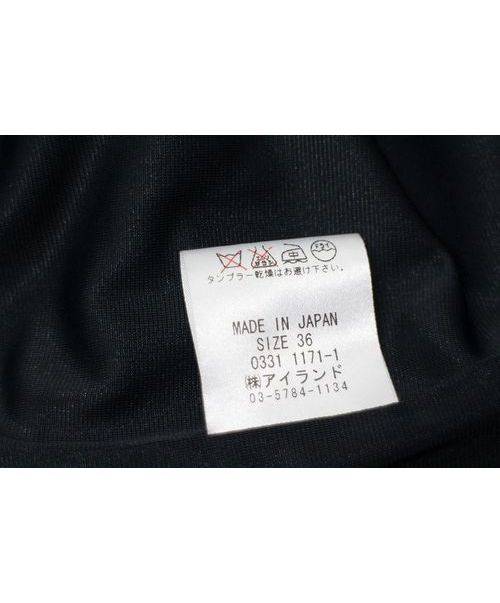 タンブラー乾燥はお避け下さい。
MADE IN JAPAN
SIZE 36
0331 1171-1
㈱アイランド
03-5784-1134